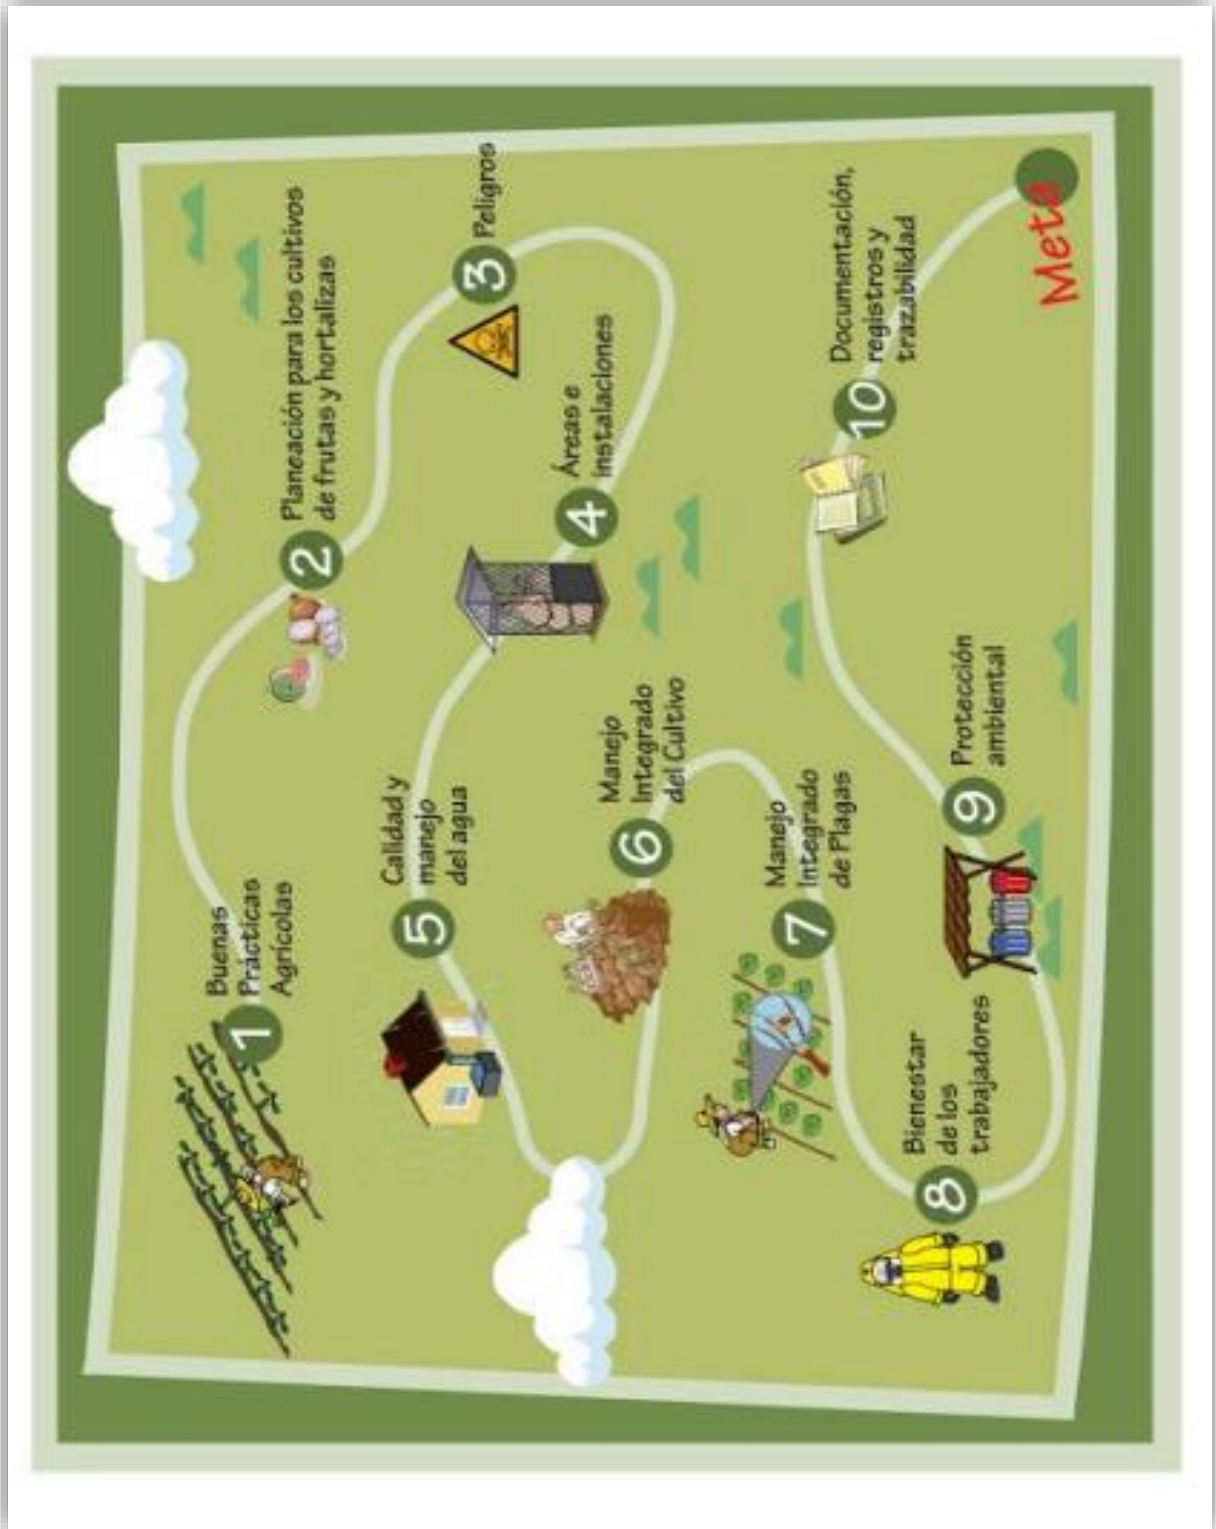 1
Buenas
Prácticas
Agrícolas
2
Planeación para los cultivos
de frutas y hortalizas
3
Peligros
4
Áreas e
instalaciones
5
Calidad y
manejo
del agua
6
Manejo
Integrado
del Cultivo
7
Manejo
Integrado
de Plagas
8
Bienestar
de los
trabajadores
9
Protección
ambiental
10
Documentación,
registros y
trazabilidad
Meta